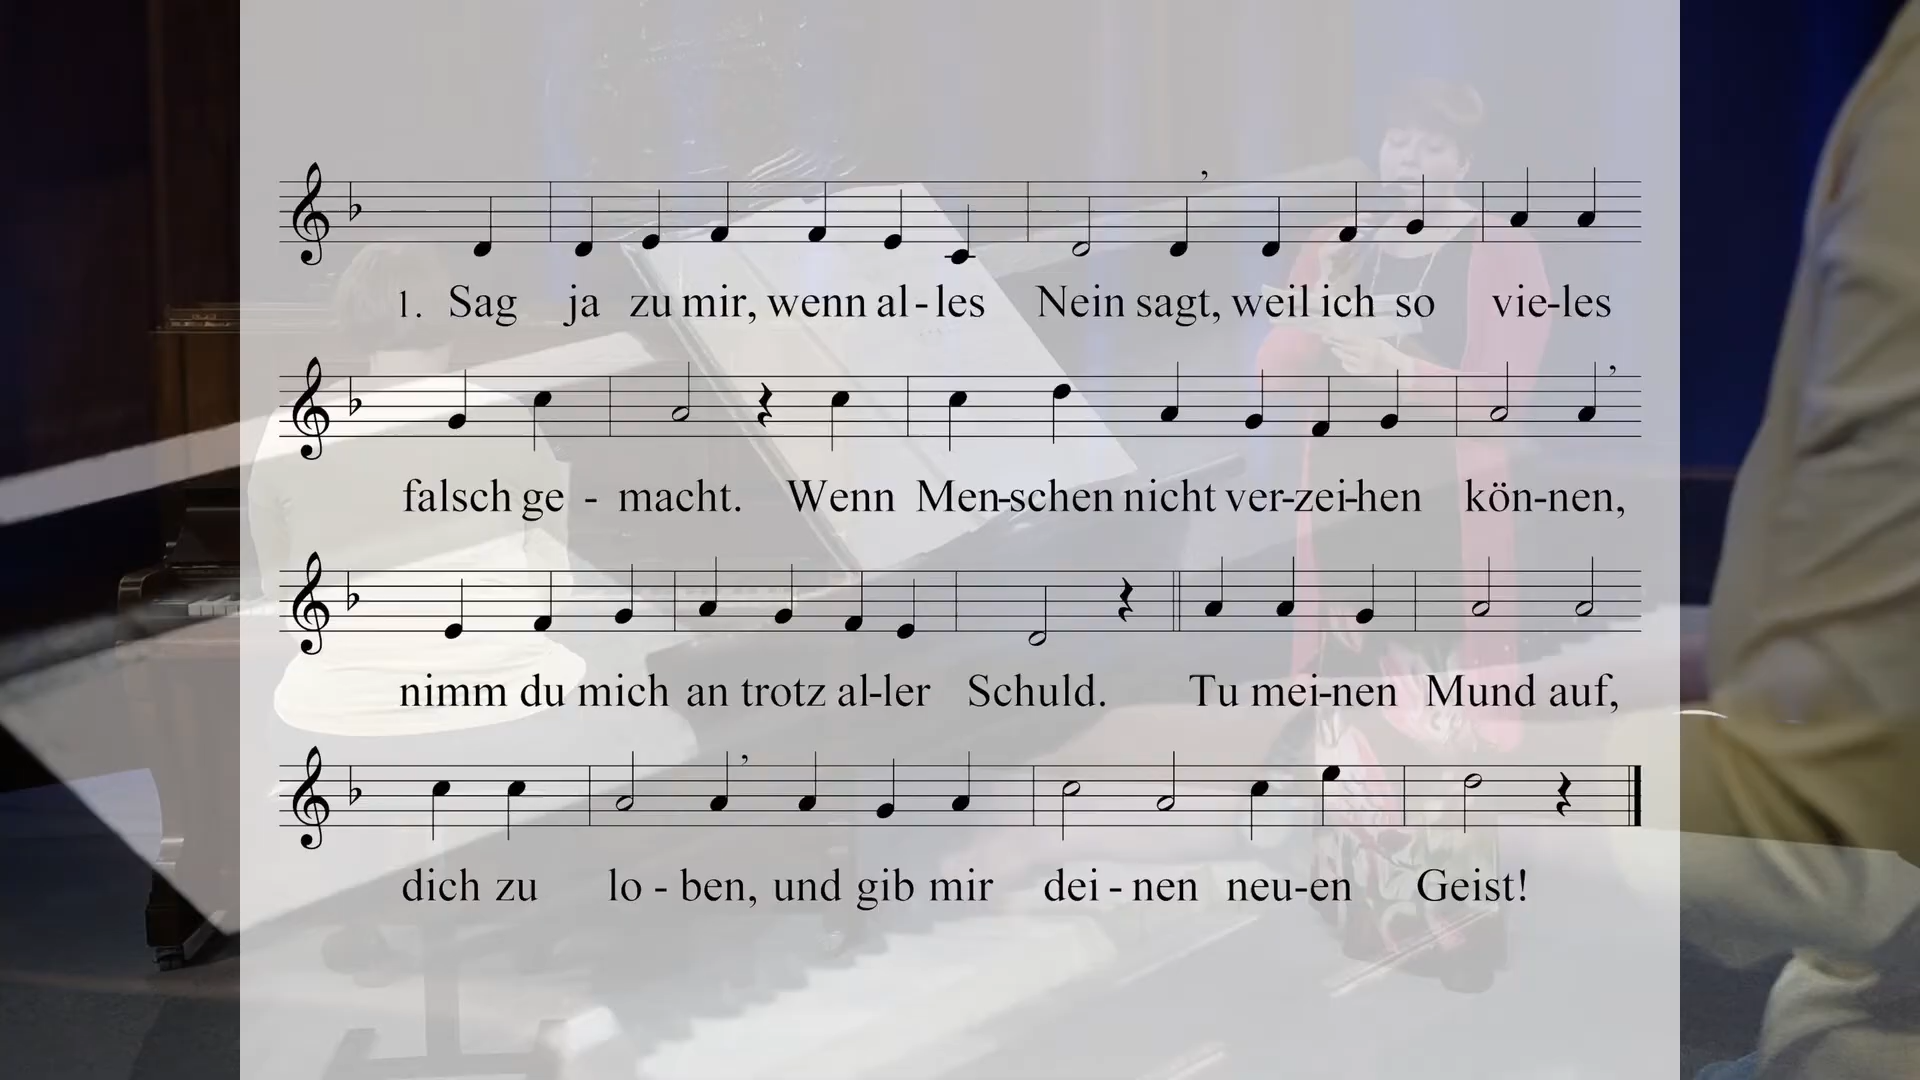 1. Sag ja zu mir, wenn al-les Nein sagt, weil ich so vie-les
falsch ge - macht. Wenn Men-schen nicht ver-zei-hen kön-nen,
nimm du mich an trotz al-ler Schuld. Tu mei-nen Mund auf,
dich zu lo - ben, und gib mir dei - nen neu-en Geist!